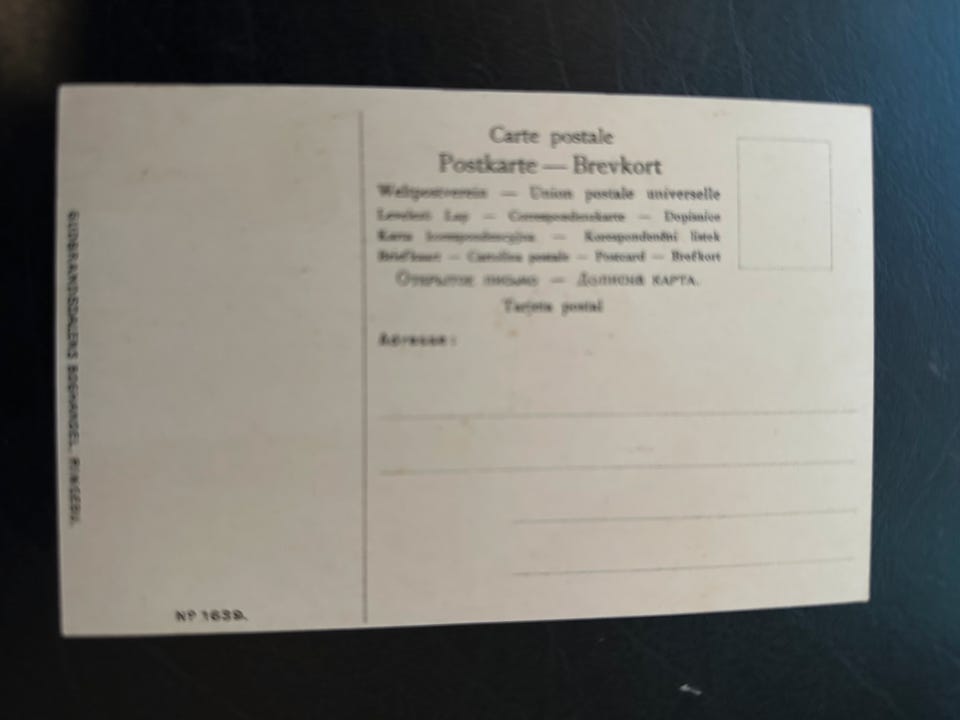 Carte postale
Postkarte — Brevkort
Weltpostverein — Union postale universelle
Levelezö Lap — Correspondenzkarte — Dopisnice
Karta korespondencyjna — Korespondenční lístek
Briefkaart — Cartolina postale — Postcard — Brefkort
Открытое письмо — Дописна карта.
Tarjeta postal
Adresse:
GUDBRANDSDALENS BOGHANDEL, RINGEBU.
Nº 1639.